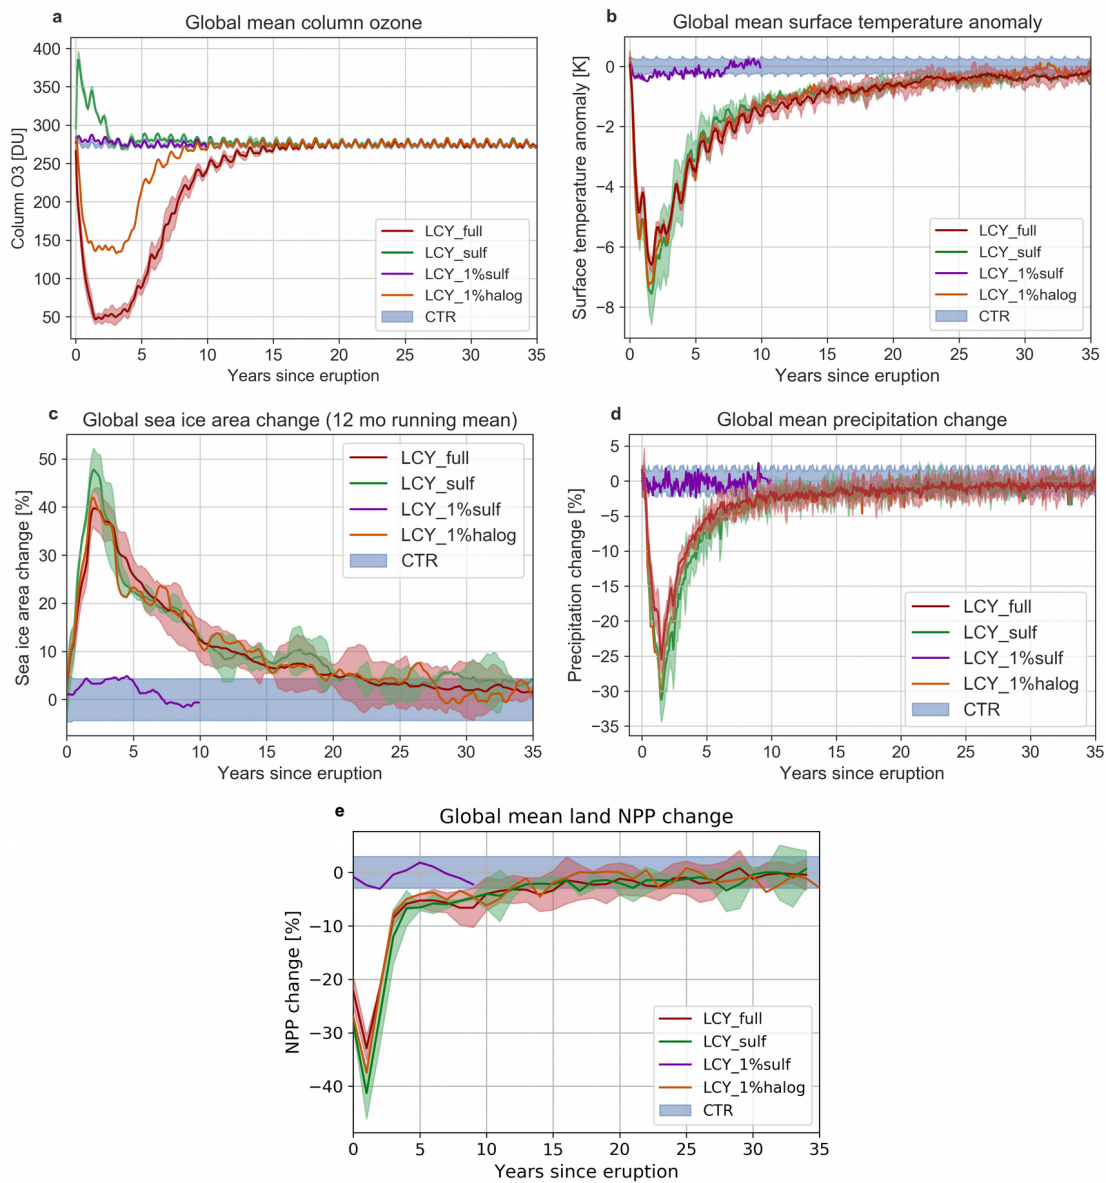 a
Global mean column ozone
Column O3 [DU]
400
350
300
250
200
150
100
50
LCY_full
LCY_sulf
LCY_1%sulf
LCY_1%halog
CTR
0 5 10 15 20 25 30 35
Years since eruption
b
Global mean surface temperature anomaly
Surface temperature anomaly [K]
0
−2
−4
−6
−8
LCY_full
LCY_sulf
LCY_1%sulf
LCY_1%halog
CTR
0 5 10 15 20 25 30 35
Years since eruption
c
Global sea ice area change (12 mo running mean)
Sea ice area change [%]
50
40
30
20
10
0
LCY_full
LCY_sulf
LCY_1%sulf
LCY_1%halog
CTR
0 5 10 15 20 25 30 35
Years since eruption
d
Global mean precipitation change
Precipitation change [%]
5
0
−5
−10
−15
−20
−25
−30
−35
LCY_full
LCY_sulf
LCY_1%sulf
LCY_1%halog
CTR
0 5 10 15 20 25 30 35
Years since eruption
e
Global mean land NPP change
NPP change [%]
0
−10
−20
−30
−40
LCY_full
LCY_sulf
LCY_1%sulf
LCY_1%halog
CTR
0 5 10 15 20 25 30 35
Years since eruption